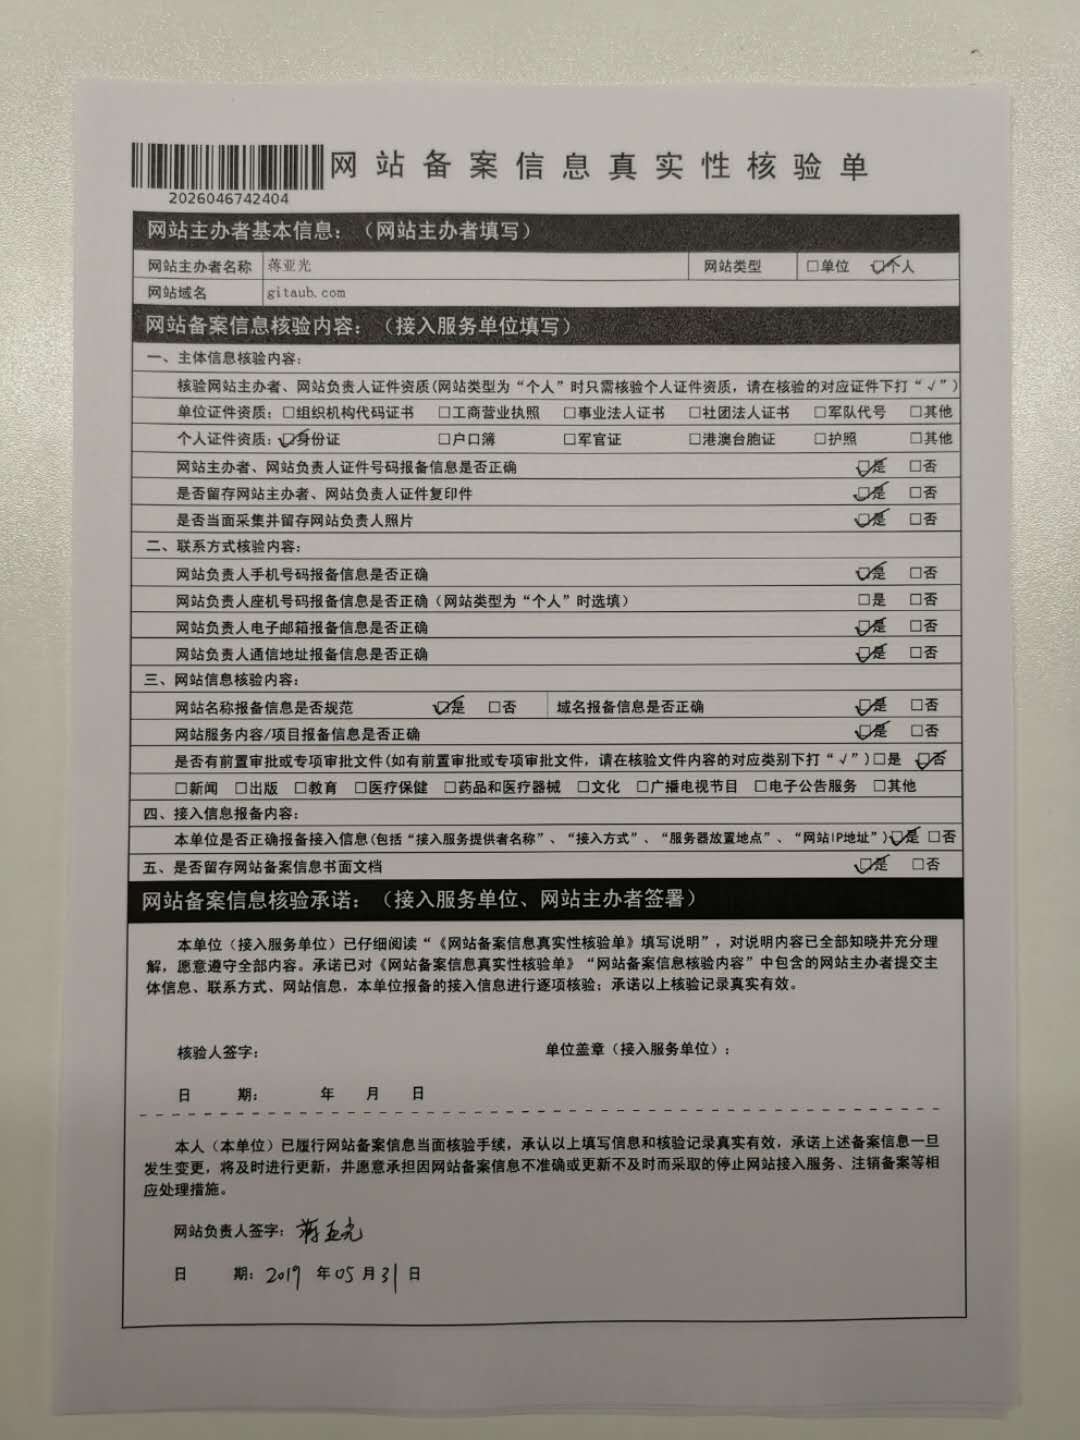 网站备案信息真实性核验单
2026046742404
网站主办者基本信息：（网站主办者填写）
网站主办者名称 蒋亚光 网站类型 □单位 ☑个人
网站域名 gitaub.com
网站备案信息核验内容：（接入服务单位填写）
一、主体信息核验内容：
核验网站主办者、网站负责人证件资质(网站类型为“个人”时只需核验个人证件资质，请在核验的对应证件下打“√”)
单位证件资质：□组织机构代码证书 □工商营业执照 □事业法人证书 □社团法人证书 □军队代号 □其他
个人证件资质：☑身份证 □户口簿 □军官证 □港澳台胞证 □护照 □其他
网站主办者、网站负责人证件号码报备信息是否正确 ☑是 □否
是否留存网站主办者、网站负责人证件复印件 ☑是 □否
是否当面采集并留存网站负责人照片 ☑是 □否
二、联系方式核验内容：
网站负责人手机号码报备信息是否正确 ☑是 □否
网站负责人座机号码报备信息是否正确（网站类型为“个人”时选填） □是 □否
网站负责人电子邮箱报备信息是否正确 ☑是 □否
网站负责人通信地址报备信息是否正确 ☑是 □否
三、网站信息核验内容：
网站名称报备信息是否规范 ☑是 □否 域名报备信息是否正确 ☑是 □否
网站服务内容/项目报备信息是否正确 ☑是 □否
是否有前置审批或专项审批文件(如有前置审批或专项审批文件，请在核验文件内容的对应类别下打“√”) □是 ☑否
□新闻 □出版 □教育 □医疗保健 □药品和医疗器械 □文化 □广播电视节目 □电子公告服务 □其他
四、接入信息报备内容：
本单位是否正确报备接入信息(包括“接入服务提供者名称”、“接入方式”、“服务器放置地点”、“网站IP地址”) ☑是 □否
五、是否留存网站备案信息书面文档 ☑是 □否
网站备案信息核验承诺：（接入服务单位、网站主办者签署）
本单位（接入服务单位）已仔细阅读“《网站备案信息真实性核验单》填写说明”，对说明内容已全部知晓并充分理
解，愿意遵守全部内容。承诺已对《网站备案信息真实性核验单》“网站备案信息核验内容”中包含的网站主办者提交主
体信息、联系方式、网站信息，本单位报备的接入信息进行逐项核验；承诺以上核验记录真实有效。
核验人签字： 单位盖章（接入服务单位）：
日 期： 年 月 日
本人（本单位）已履行网站备案信息当面核验手续，承认以上填写信息和核验记录真实有效，承诺上述备案信息一旦
发生变更，将及时进行更新，并愿意承担因网站备案信息不准确或更新不及时而采取的停止网站接入服务、注销备案等相
应处理措施。
网站负责人签字：蒋亚光
日 期：2019 年 05 月 31 日